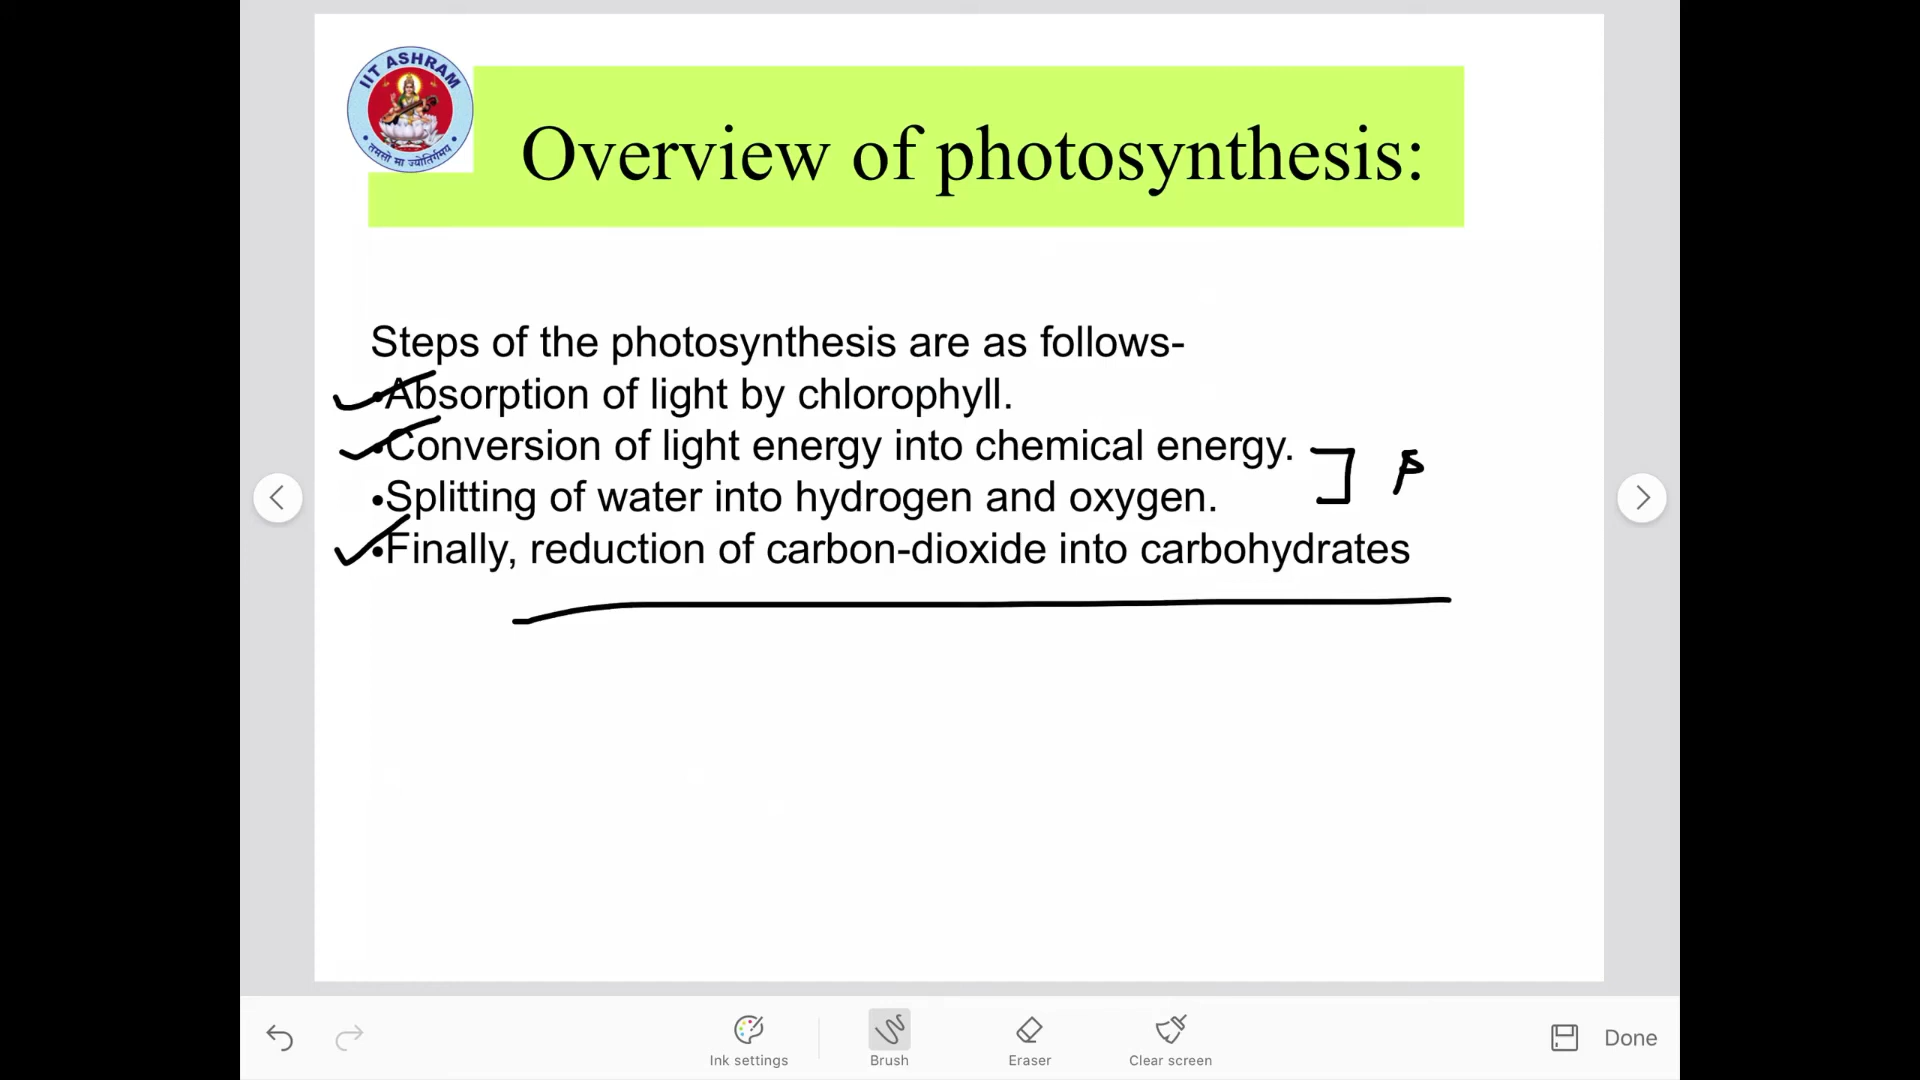 IIT ASHRAM
तमसो मा ज्योतिर्गमय
Overview of photosynthesis:
Steps of the photosynthesis are as follows-
•Absorption of light by chlorophyll.
•Conversion of light energy into chemical energy.
•Splitting of water into hydrogen and oxygen.
•Finally, reduction of carbon-dioxide into carbohydrates
Ink settings
Brush
Eraser
Clear screen
Done